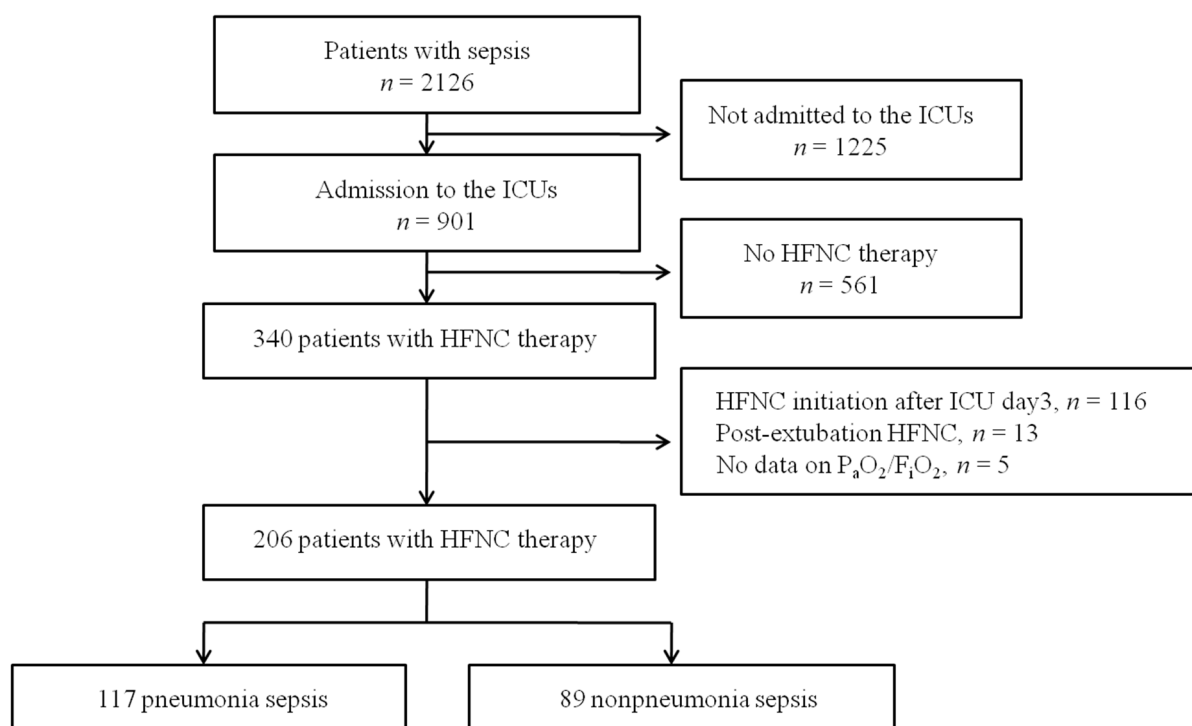 Patients with sepsis
n = 2126
Not admitted to the ICUs
n = 1225
Admission to the ICUs
n = 901
No HFNC therapy
n = 561
340 patients with HFNC therapy
HFNC initiation after ICU day3, n = 116
Post-extubation HFNC, n = 13
No data on PₐO₂/FᵢO₂, n = 5
206 patients with HFNC therapy
117 pneumonia sepsis
89 nonpneumonia sepsis